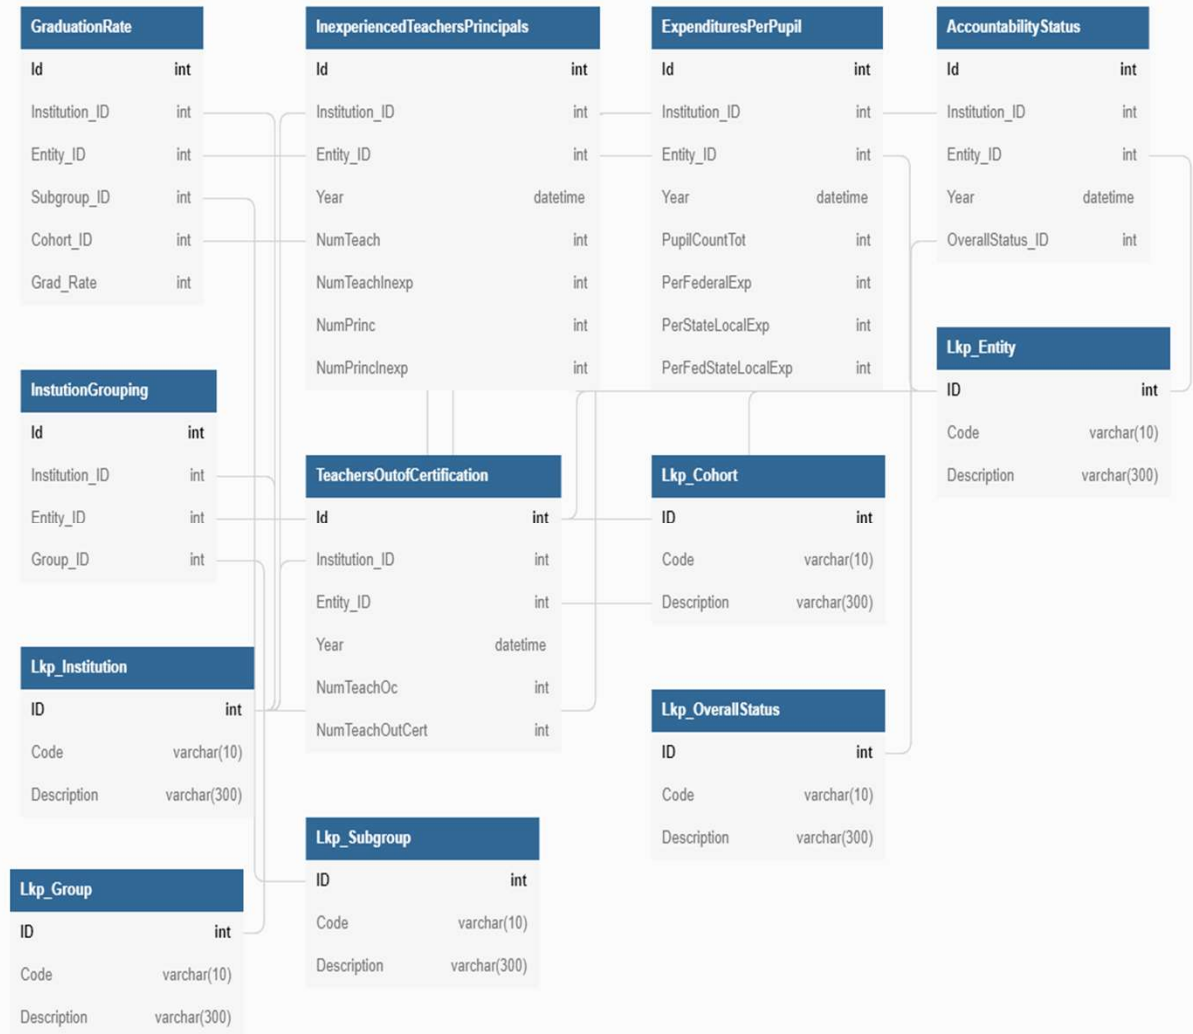 GraduationRate
Id int
Institution_ID int
Entity_ID int
Subgroup_ID int
Cohort_ID int
Grad_Rate int
InexperiencedTeachersPrincipals
Id int
Institution_ID int
Entity_ID int
Year datetime
NumTeach int
NumTeachInexp int
NumPrinc int
NumPrincInexp int
ExpendituresPerPupil
Id int
Institution_ID int
Entity_ID int
Year datetime
PupilCountTot int
PerFederalExp int
PerStateLocalExp int
PerFedStateLocalExp int
AccountabilityStatus
Id int
Institution_ID int
Entity_ID int
Year datetime
OverallStatus_ID int
Lkp_Entity
ID int
Code varchar(10)
Description varchar(300)
InstutionGrouping
Id int
Institution_ID int
Entity_ID int
Group_ID int
TeachersOutofCertification
Id int
Institution_ID int
Entity_ID int
Year datetime
NumTeachOc int
NumTeachOutCert int
Lkp_Cohort
ID int
Code varchar(10)
Description varchar(300)
Lkp_Institution
ID int
Code varchar(10)
Description varchar(300)
Lkp_OverallStatus
ID int
Code varchar(10)
Description varchar(300)
Lkp_Subgroup
ID int
Code varchar(10)
Description varchar(300)
Lkp_Group
ID int
Code varchar(10)
Description varchar(300)